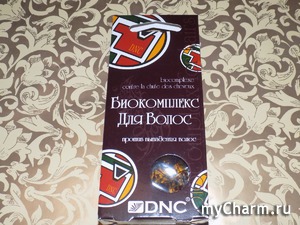 biocomplexe
contre la chute des cheveux
Биокомплекс
Для Волос
против выпадения волос
DNC
myCharm.ru